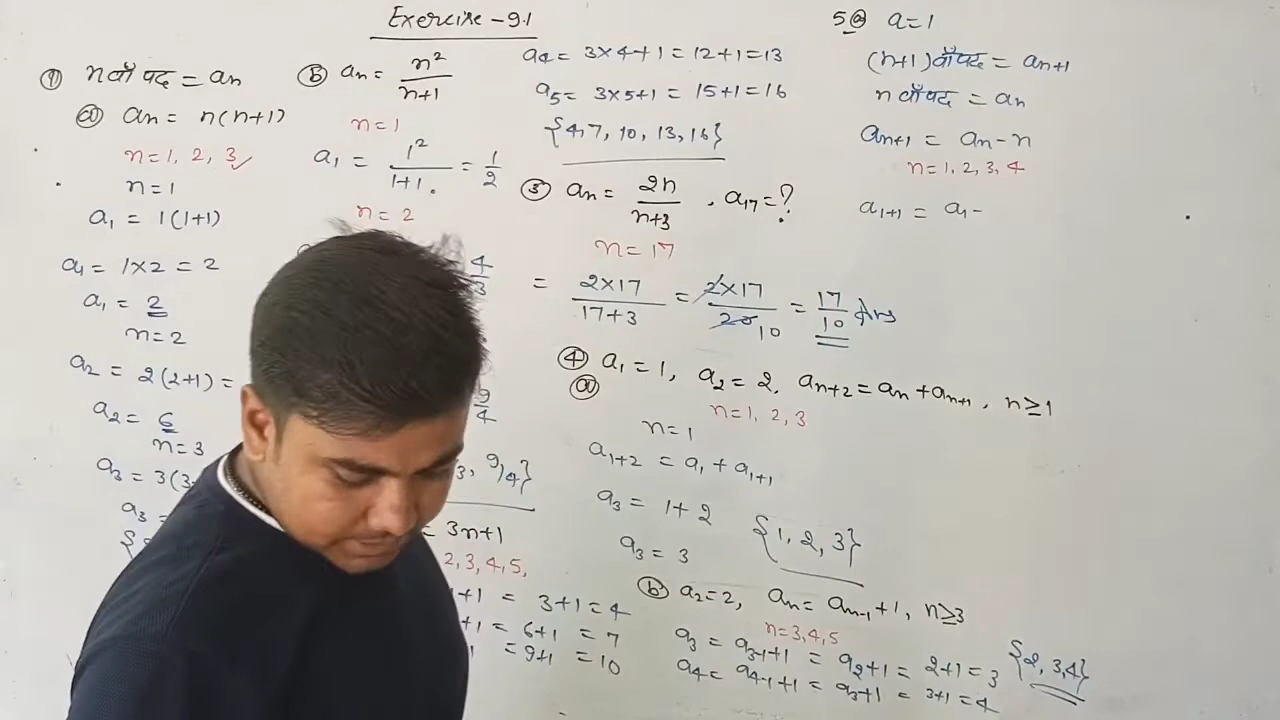 Exercise - 9.1
① n वाँ पद = an
ⓐ an = n(n+1)
n = 1, 2, 3 ✓
n = 1
a1 = 1(1+1)
a1 = 1×2 = 2
a1 = 2
n = 2
a2 = 2(2+1) =
a2 = 6
n = 3
a3 = 3(3
a3 =
ⓑ an = n²/n+1
n = 1
a1 = 1²/1+1 = 1/2
n = 2
4/3
9/4
3, 9/4}
= 3n+1
2, 3, 4, 5,
+1 = 3+1 = 4
+1 = 6+1 = 7
1 = 9+1 = 10
a4 = 3×4+1 = 12+1 = 13
a5 = 3×5+1 = 15+1 = 16
{4, 7, 10, 13, 16}
③ an = 2n/n+3 , a17 = ?
n = 17
= 2×17/17+3 = 2×17/20 10 = 17/10 Ans
④ a1 = 1, a2 = 2, an+2 = an + an+1, n ≥ 1
ⓐ
n = 1, 2, 3
n = 1
a1+2 = a1 + a1+1
a3 = 1 + 2
a3 = 3
{1, 2, 3}
ⓑ a2 = 2, an = an-1 + 1, n ≥ 3
n = 3, 4, 5
a3 = a3-1 + 1 = a2 + 1 = 2+1 = 3
a4 = a4-1 + 1 = a3 + 1 = 3+1 = 4
{2, 3, 4}
5 ⓐ a = 1
(n+1) वाँ पद = an+1
n वाँ पद = an
an+1 = an - n
n = 1, 2, 3, 4
a1+1 = a1 -